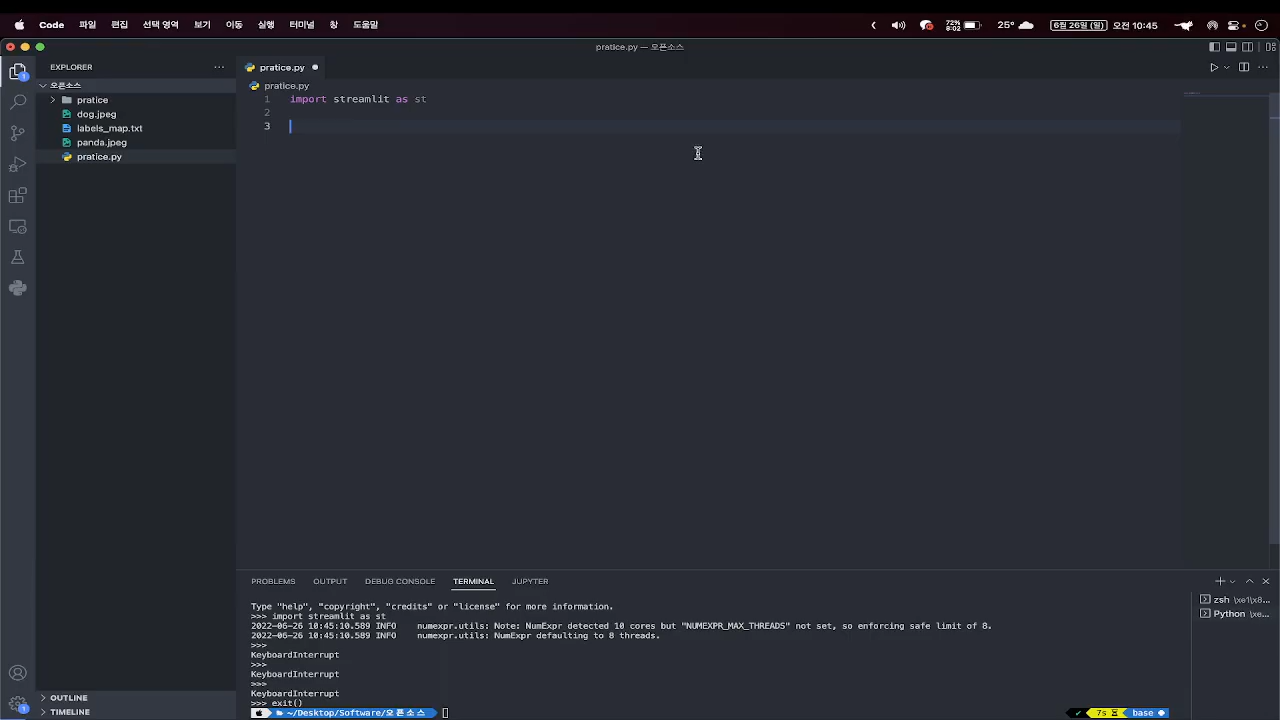 Code 파일 편집 선택 영역 보기 이동 실행 터미널 창 도움말 72% 25° 6월 26일 (일) 오전 10:45
pratice.py — 오픈소스
EXPLORER
오픈소스
pratice
dog.jpeg
labels_map.txt
panda.jpeg
pratice.py
OUTLINE
TIMELINE
pratice.py
pratice.py
1 import streamlit as st
2
3
PROBLEMS OUTPUT DEBUG CONSOLE TERMINAL JUPYTER
Type "help", "copyright", "credits" or "license" for more information.
>>> import streamlit as st
2022-06-26 10:45:10.589 INFO    numexpr.utils: Note: NumExpr detected 10 cores but "NUMEXPR_MAX_THREADS" not set, so enforcing safe limit of 8.
2022-06-26 10:45:10.589 INFO    numexpr.utils: NumExpr defaulting to 8 threads.
>>>
KeyboardInterrupt
>>>
KeyboardInterrupt
>>>
KeyboardInterrupt
>>> exit()
~/Desktop/Software/오픈소스 7s base
zsh \xe1\x8...
Python \xe...